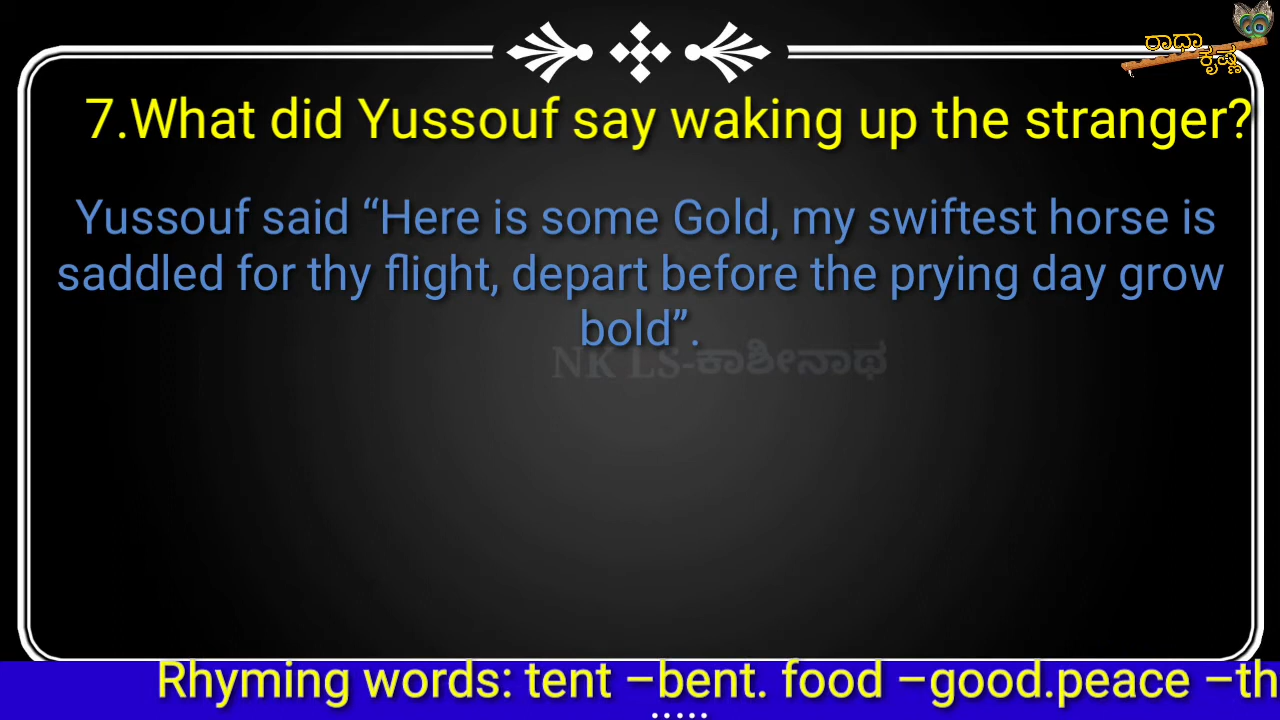 ರಾಧಾ
ಕೃಷ್ಣ
7.What did Yussouf say waking up the stranger?
Yussouf said “Here is some Gold, my swiftest horse is
saddled for thy flight, depart before the prying day grow
bold”.
NK LS-ಕಾಶೀನಾಥ
Rhyming words: tent –bent. food –good.peace –th